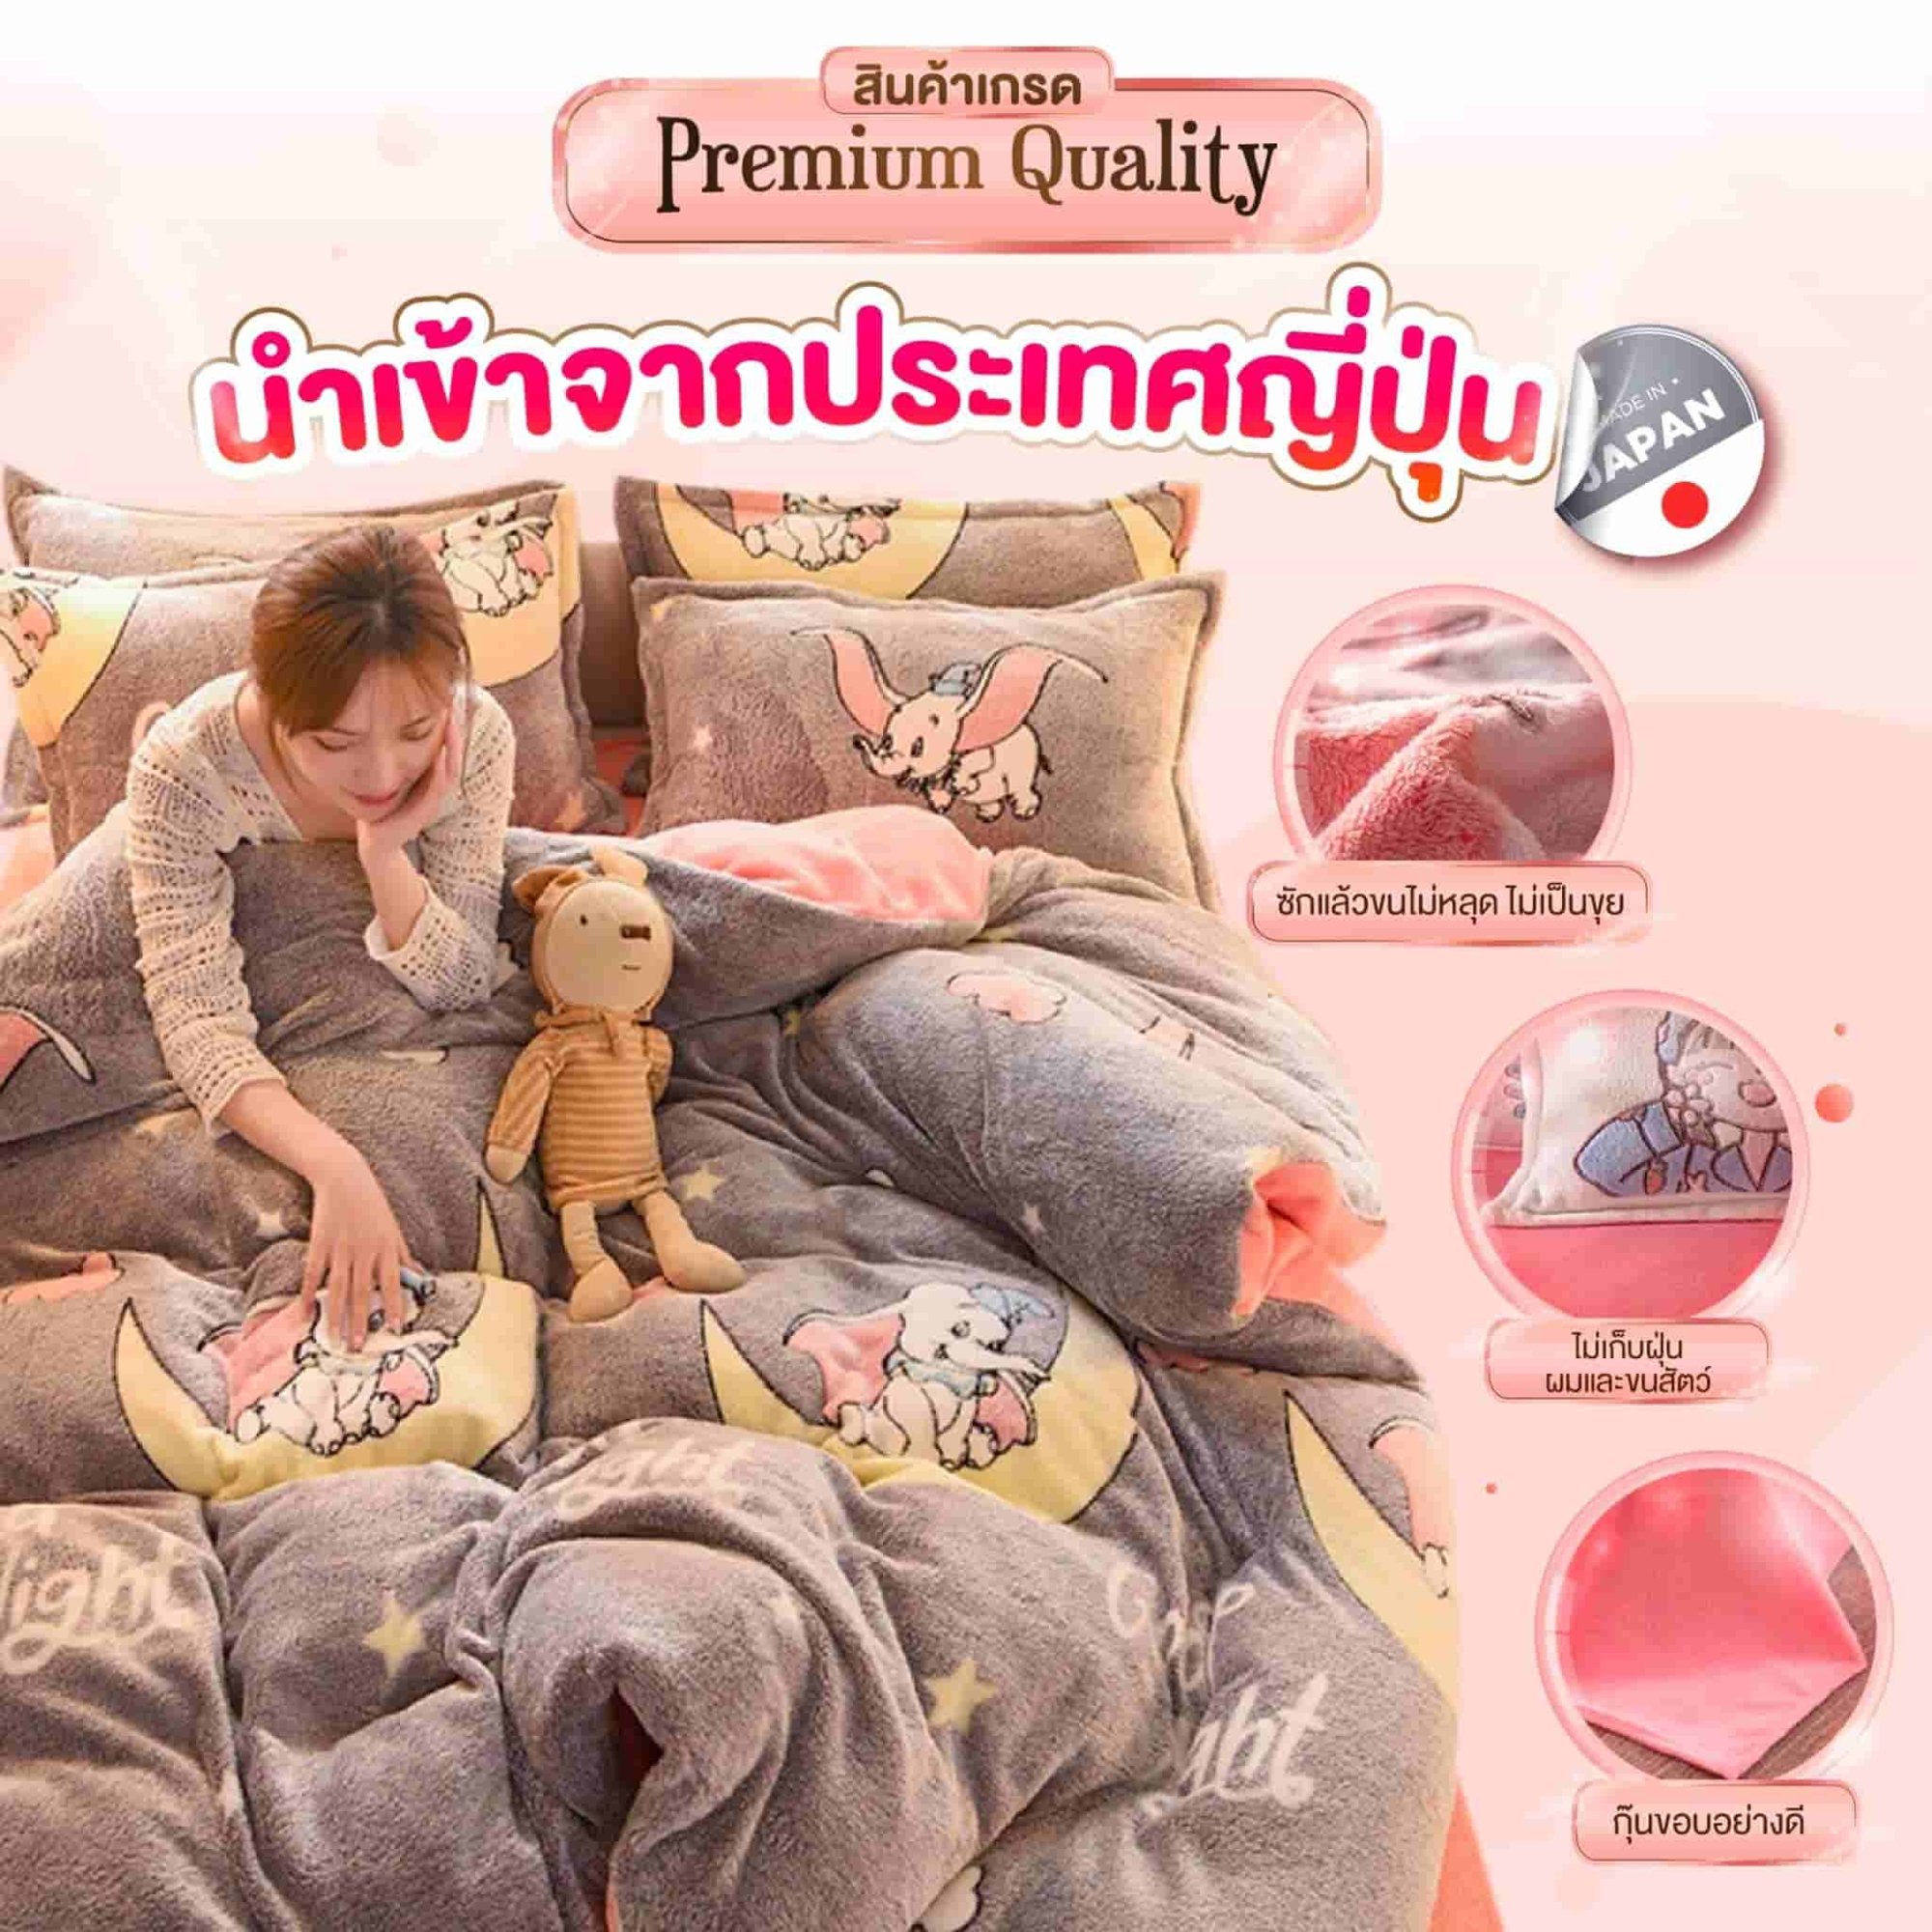 สินค้าเกรด
Premium Quality
นำเข้าจากประเทศญี่ปุ่น
MADE IN
JAPAN
ซักแล้วขนไม่หลุด ไม่เป็นขุย
ไม่เก็บฝุ่น
ผมและขนสัตว์
กุ๊นขอบอย่างดี
ight
light
Good
ght